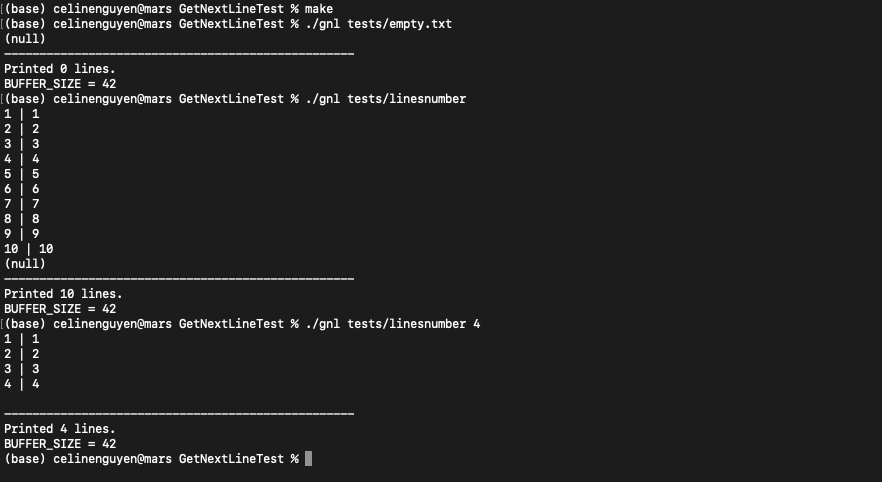 [(base) celinenguyen@mars GetNextLineTest % make
[(base) celinenguyen@mars GetNextLineTest % ./gnl tests/empty.txt
(null)
--------------------------------------------------
Printed 0 lines.
BUFFER_SIZE = 42
[(base) celinenguyen@mars GetNextLineTest % ./gnl tests/linesnumber
1 | 1
2 | 2
3 | 3
4 | 4
5 | 5
6 | 6
7 | 7
8 | 8
9 | 9
10 | 10
(null)
--------------------------------------------------
Printed 10 lines.
BUFFER_SIZE = 42
[(base) celinenguyen@mars GetNextLineTest % ./gnl tests/linesnumber 4
1 | 1
2 | 2
3 | 3
4 | 4
--------------------------------------------------
Printed 4 lines.
BUFFER_SIZE = 42
(base) celinenguyen@mars GetNextLineTest %